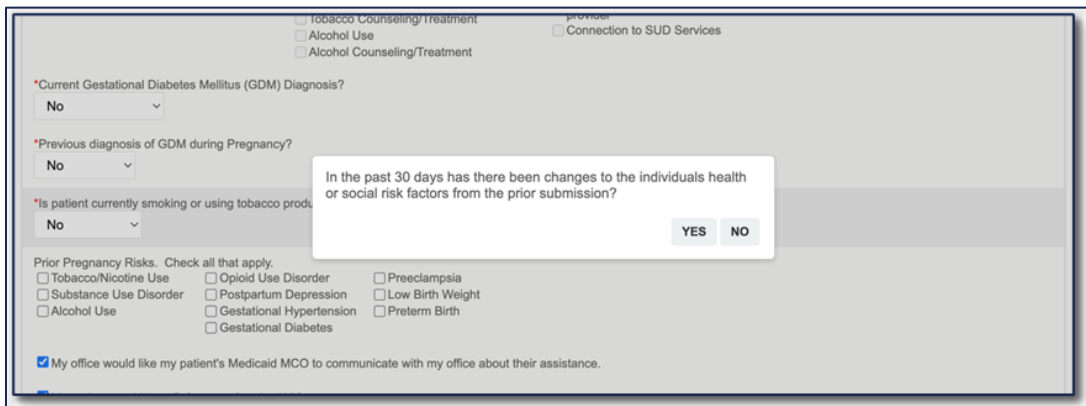 Tobacco Counseling/Treatment
provider
Alcohol Use
Connection to SUD Services
Alcohol Counseling/Treatment
*Current Gestational Diabetes Mellitus (GDM) Diagnosis?
No
*Previous diagnosis of GDM during Pregnancy?
No
In the past 30 days has there been changes to the individuals health
or social risk factors from the prior submission?
YES NO
*Is patient currently smoking or using tobacco produ
No
Prior Pregnancy Risks. Check all that apply.
Tobacco/Nicotine Use Opioid Use Disorder Preeclampsia
Substance Use Disorder Postpartum Depression Low Birth Weight
Alcohol Use Gestational Hypertension Preterm Birth
Gestational Diabetes
My office would like my patient's Medicaid MCO to communicate with my office about their assistance.